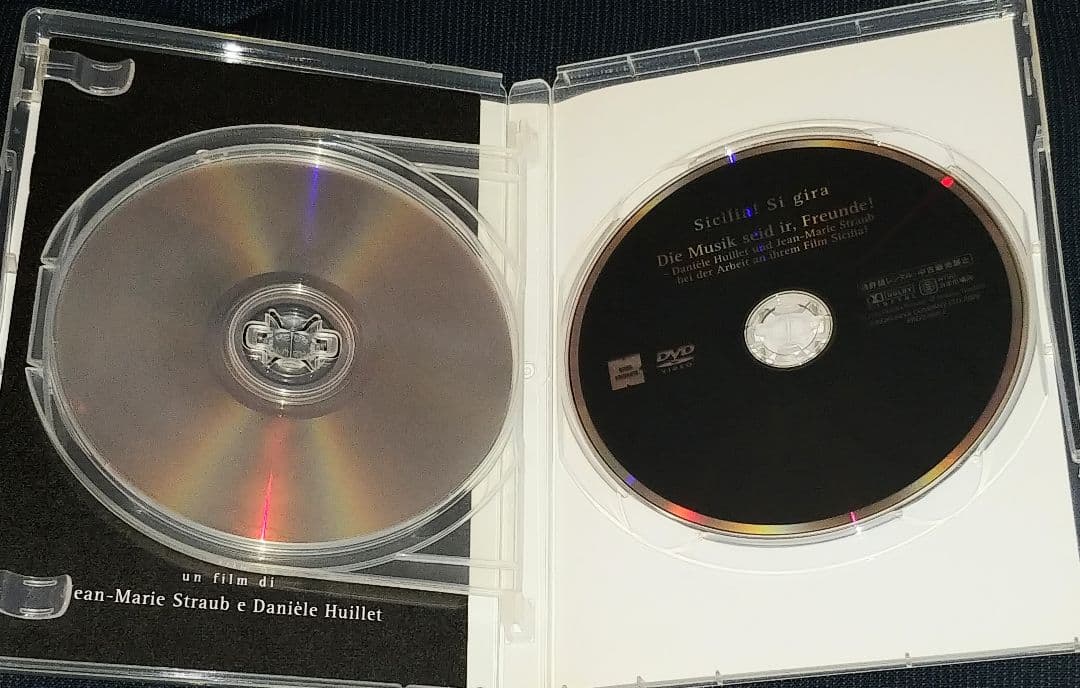 un film di
Jean-Marie Straub e Danièle Huillet
Sicilia! Si gira
Die Musik seid ir, Freunde!
- Danièle Huillet und Jean-Marie Straub
bei der Arbeit an ihrem Film Sicilia!
DOLBY
DVD
VIDEO